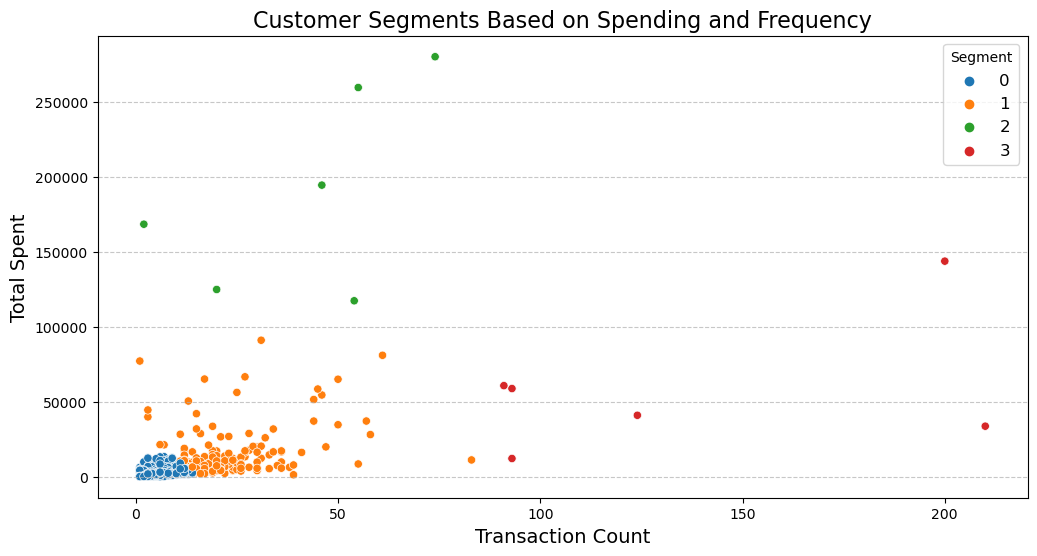 Customer Segments Based on Spending and Frequency
Segment
0
1
2
3
Total Spent
250000
200000
150000
100000
50000
0
0 50 100 150 200
Transaction Count